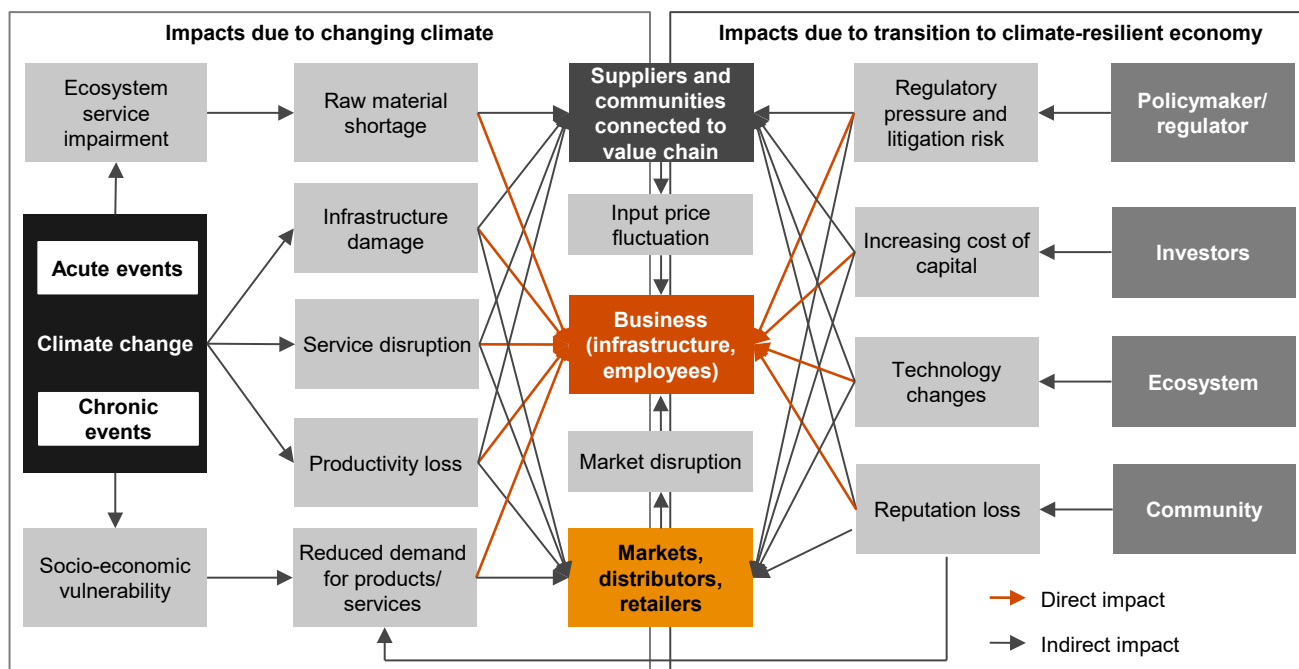 Impacts due to changing climate
Impacts due to transition to climate-resilient economy
Ecosystem
service
impairment
Raw material
shortage
Suppliers and
communities
connected to
value chain
Regulatory
pressure and
litigation risk
Policymaker/
regulator
Acute events
Climate change
Chronic
events
Infrastructure
damage
Input price
fluctuation
Increasing cost of
capital
Investors
Service disruption
Business
(infrastructure,
employees)
Technology
changes
Ecosystem
Productivity loss
Market disruption
Reputation loss
Community
Socio-economic
vulnerability
Reduced demand
for products/
services
Markets,
distributors,
retailers
Direct impact
Indirect impact